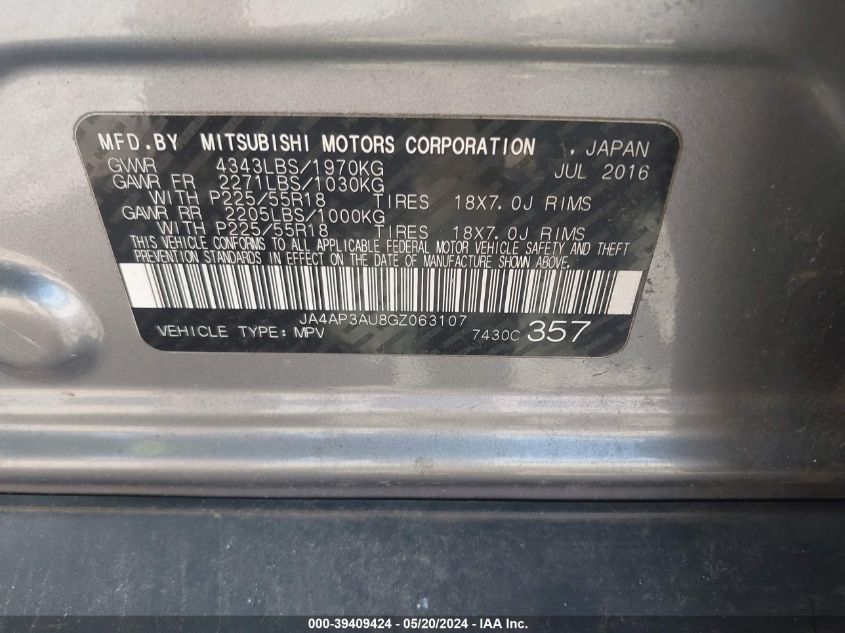 MFD.BY MITSUBISHI MOTORS CORPORATION , JAPAN
GVWR 4343LBS/1970KG JUL 2016
GAWR FR 2271LBS/1030KG
WITH P225/55R18 TIRES 18X7.0J RIMS
GAWR RR 2205LBS/1000KG
WITH P225/55R18 TIRES 18X7.0J RIMS
THIS VEHICLE CONFORMS TO ALL APPLICABLE FEDERAL MOTOR VEHICLE SAFETY AND THEFT
PREVENTION STANDARDS IN EFFECT ON THE DATE OF MANUFACTURE SHOWN ABOVE.
JA4AP3AU8GZ063107
VEHICLE TYPE: MPV 7430C 357
000-39409424 - 05/20/2024 - IAA Inc.